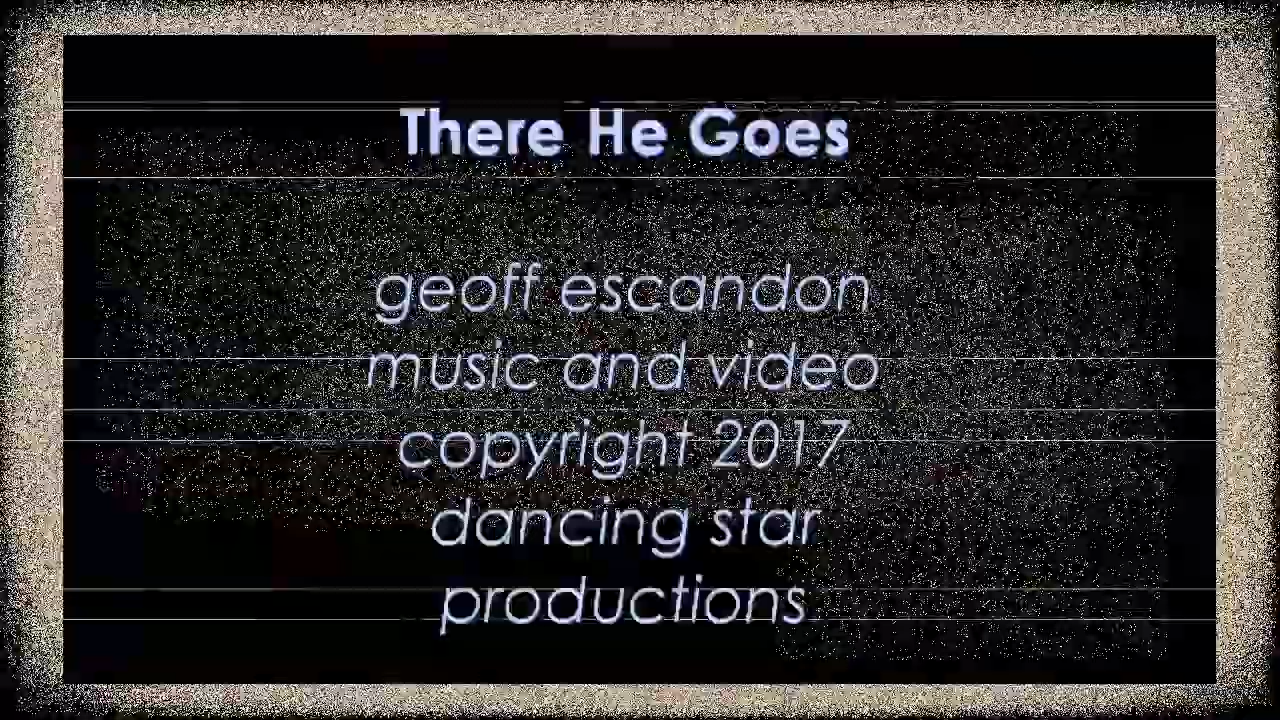 There He Goes
geoff escandon
music and video
copyright 2017
dancing star
productions